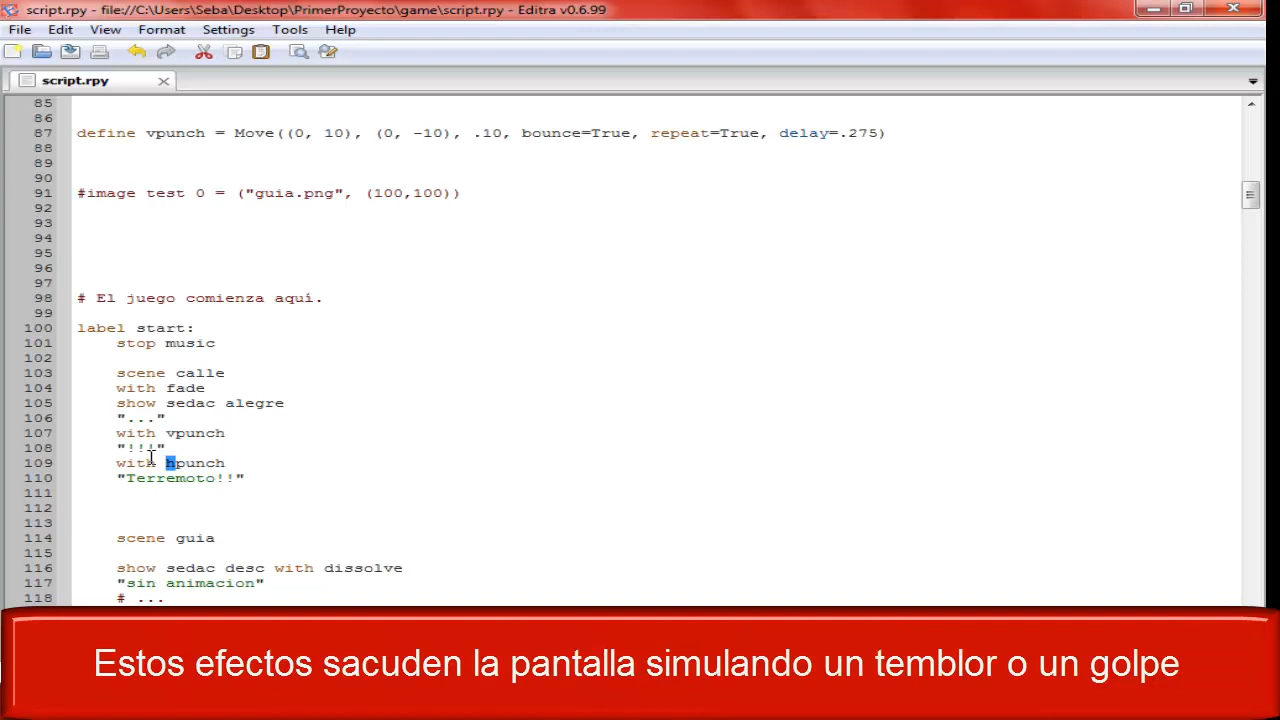 script.rpy - file://C:\Users\Seba\Desktop\PrimerProyecto\game\script.rpy - Editra v0.6.99
File Edit View Format Settings Tools Help
script.rpy
85
86
87 define vpunch = Move((0, 10), (0, -10), .10, bounce=True, repeat=True, delay=.275)
88
89
90
91 #image test 0 = ("guia.png", (100,100))
92
93
94
95
96
97
98 # El juego comienza aquí.
99
100 label start:
101 stop music
102
103 scene calle
104 with fade
105 show sedac alegre
106 "..."
107 with vpunch
108 "!!!"
109 with hpunch
110 "Terremoto!!"
111
112
113
114 scene guia
115
116 show sedac desc with dissolve
117 "sin animacion"
118 # ...
Estos efectos sacuden la pantalla simulando un temblor o un golpe